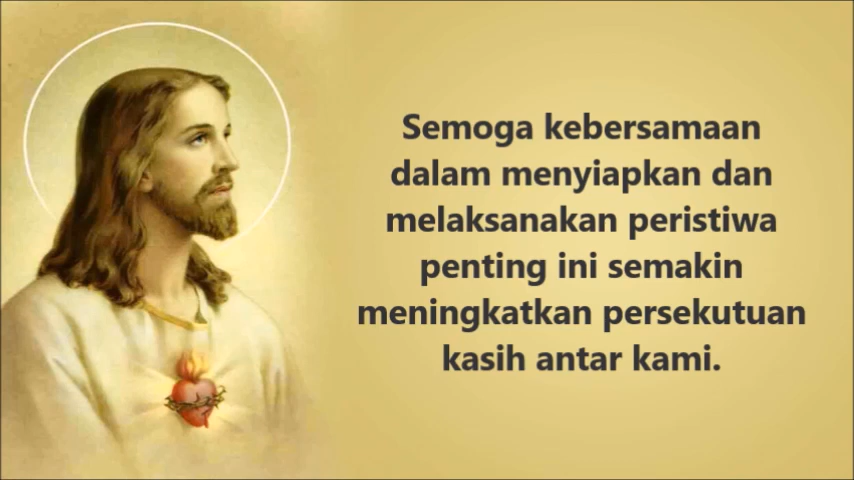 Semoga kebersamaan
dalam menyiapkan dan
melaksanakan peristiwa
penting ini semakin
meningkatkan persekutuan
kasih antar kami.